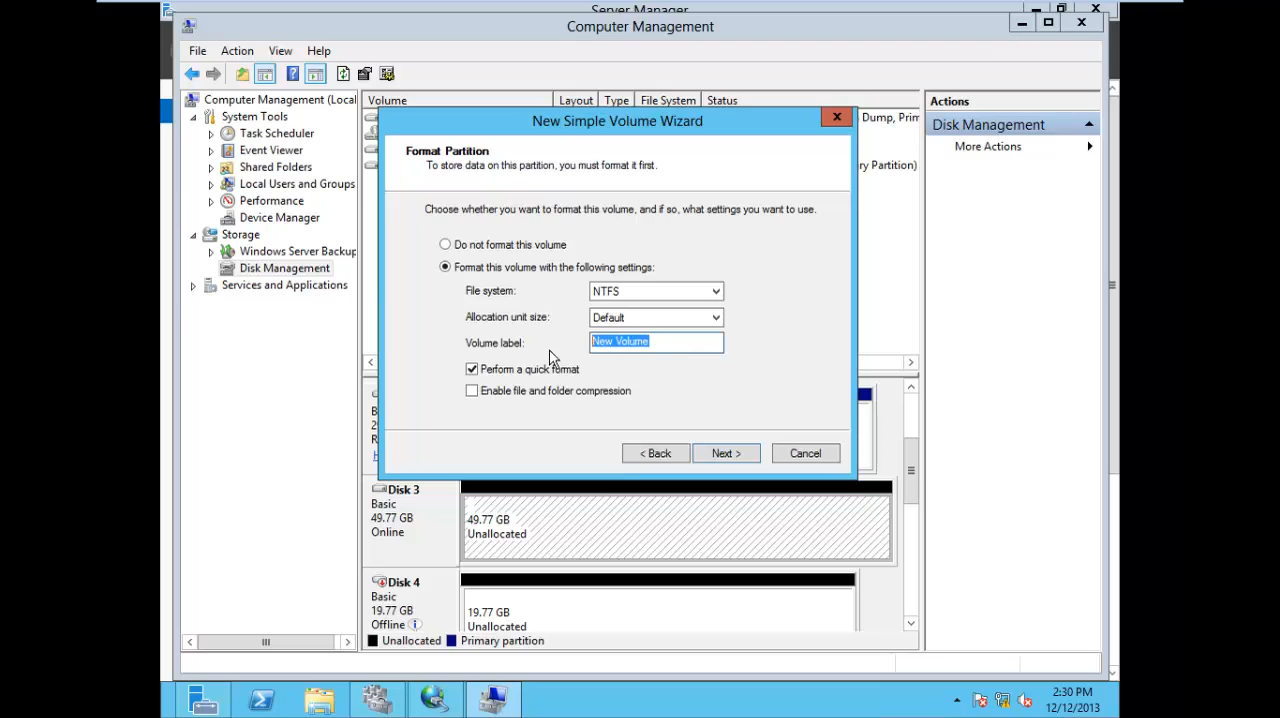 Server Manager
Computer Management
File Action View Help
Computer Management (Local
System Tools
Task Scheduler
Event Viewer
Shared Folders
Local Users and Groups
Performance
Device Manager
Storage
Windows Server Backup
Disk Management
Services and Applications
Volume Layout Type File System Status
Dump, Prim
ry Partition)
Actions
Disk Management
More Actions
New Simple Volume Wizard
Format Partition
To store data on this partition, you must format it first.
Choose whether you want to format this volume, and if so, what settings you want to use.
Do not format this volume
Format this volume with the following settings:
File system: NTFS
Allocation unit size: Default
Volume label: New Volume
Perform a quick format
Enable file and folder compression
< Back Next > Cancel
Disk 3
Basic
49.77 GB
Online
49.77 GB
Unallocated
Disk 4
Basic
19.77 GB
Offline
19.77 GB
Unallocated
Unallocated Primary partition
2:30 PM
12/12/2013